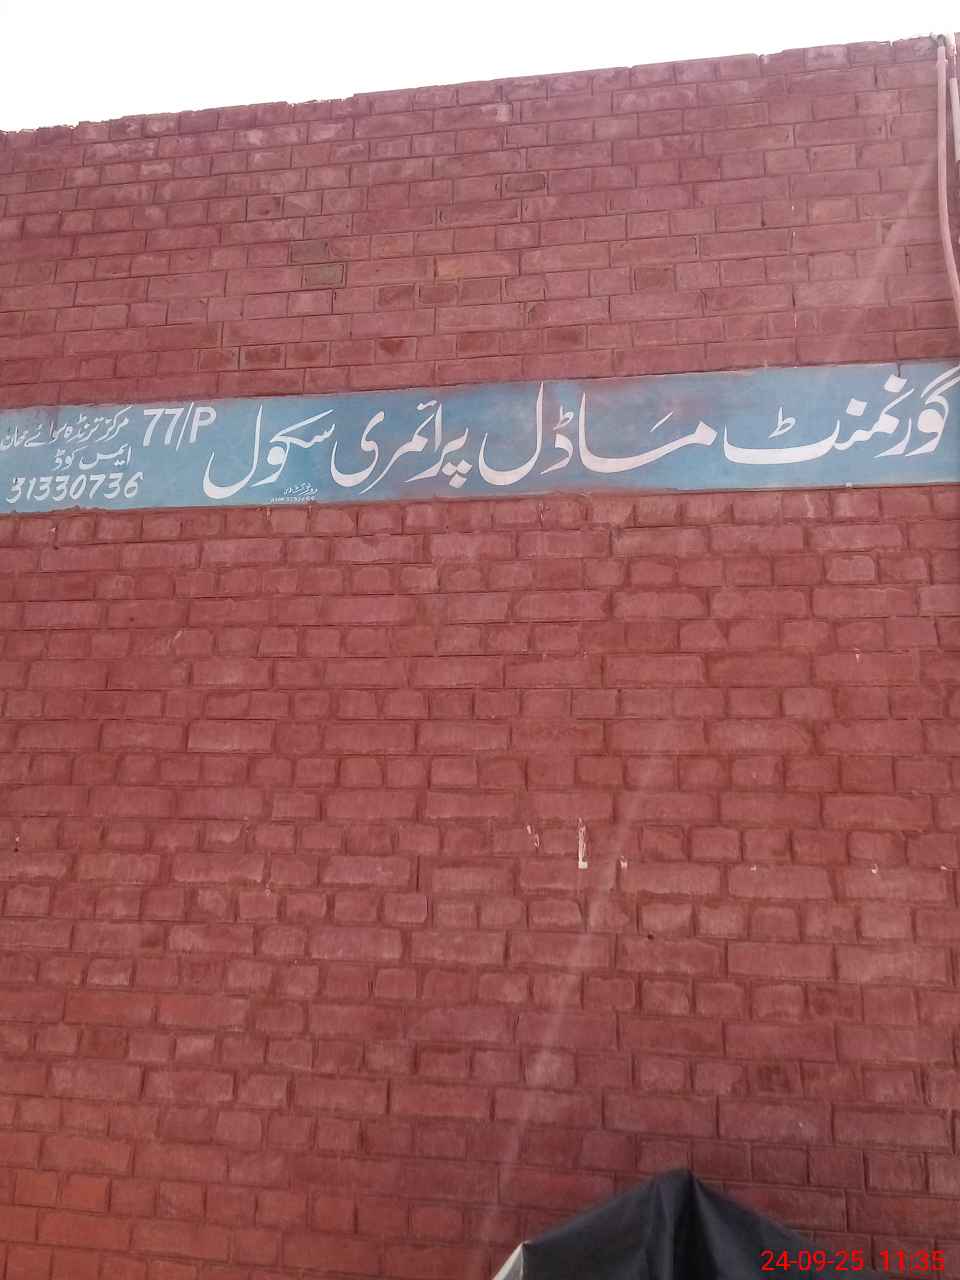 گورنمنٹ ماڈل پرائمری سکول 77/P
مرکز ترنڈہ سوائے خان
ایمس کوڈ
31330736
24-09-25 11:35